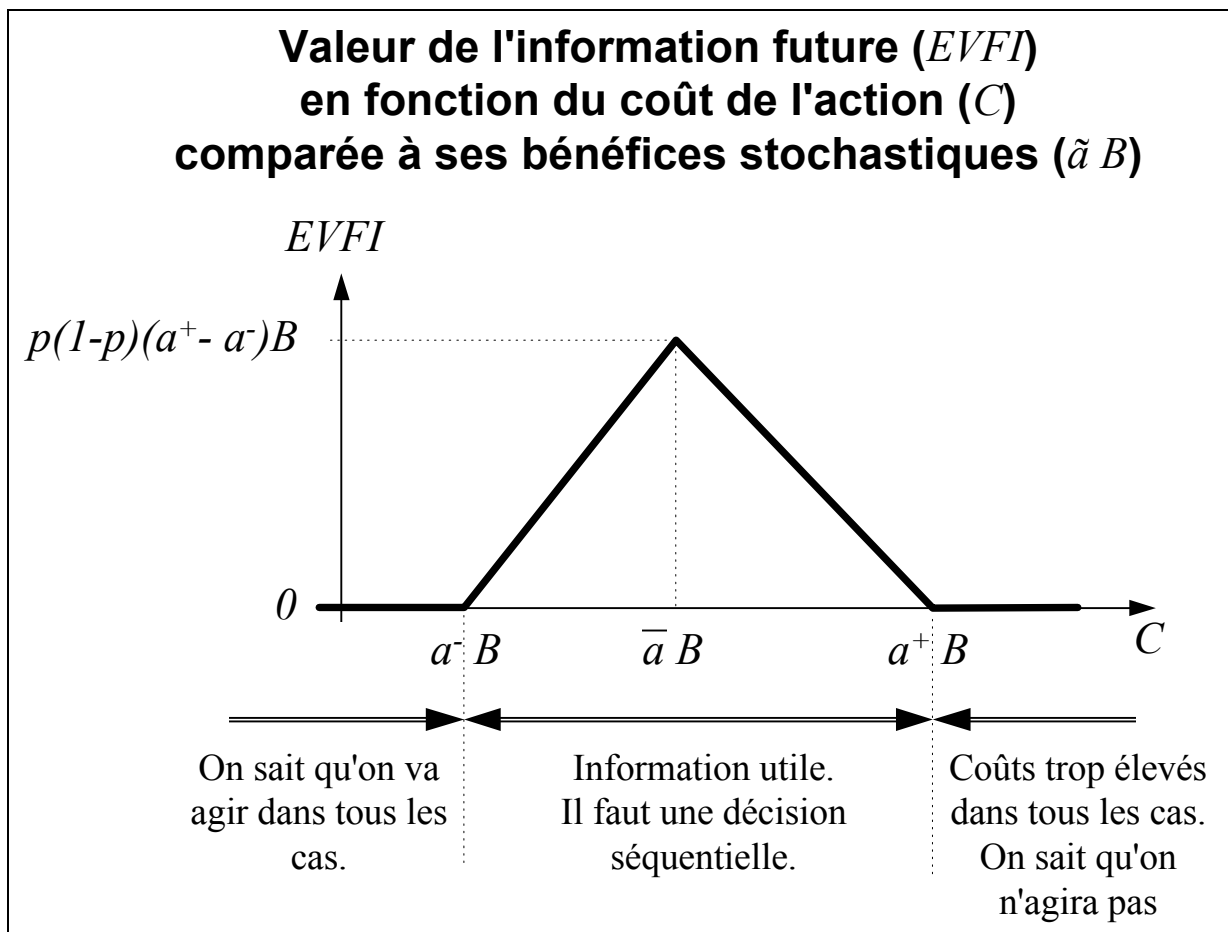 Valeur de l'information future (EVFI)
en fonction du coût de l'action (C)
comparée à ses bénéfices stochastiques (ã B)
EVFI
p(1-p)(a⁺- a⁻)B
0
a⁻ B
a̅ B
a⁺ B
C
On sait qu'on va
agir dans tous les
cas.
Information utile.
Il faut une décision
séquentielle.
Coûts trop élevés
dans tous les cas.
On sait qu'on
n'agira pas